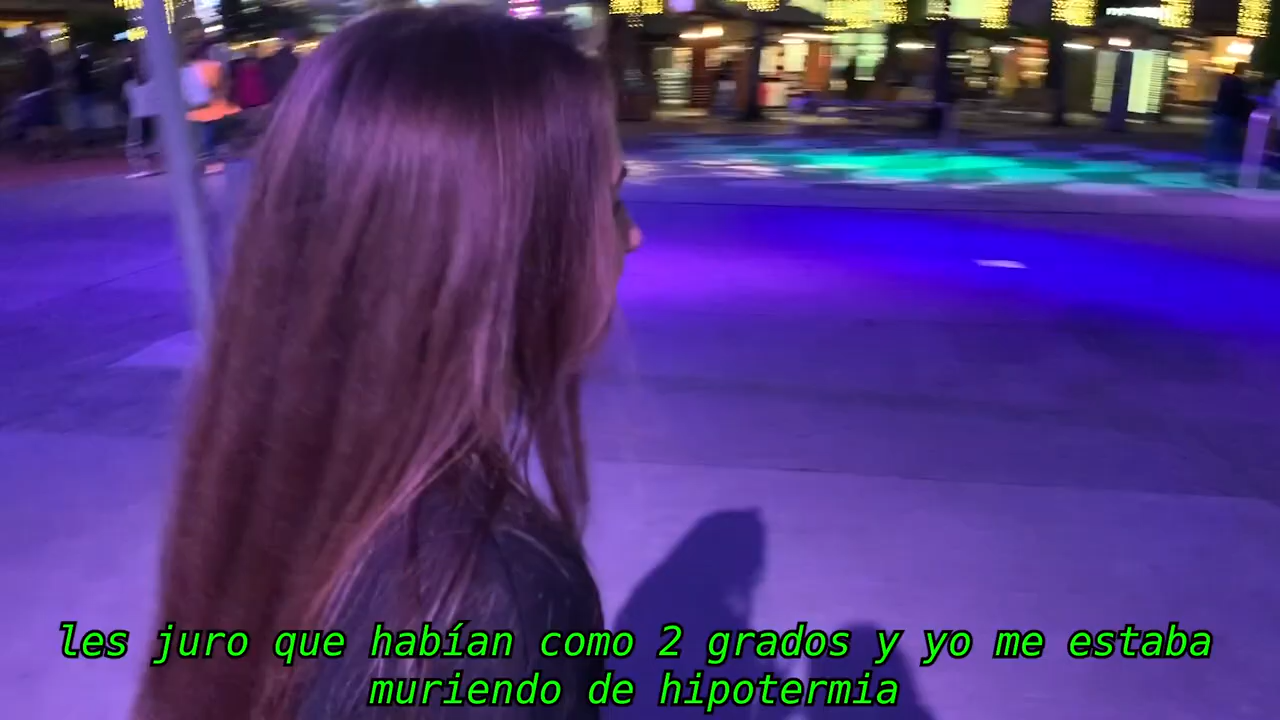 les juro que habían como 2 grados y yo me estaba
muriendo de hipotermia